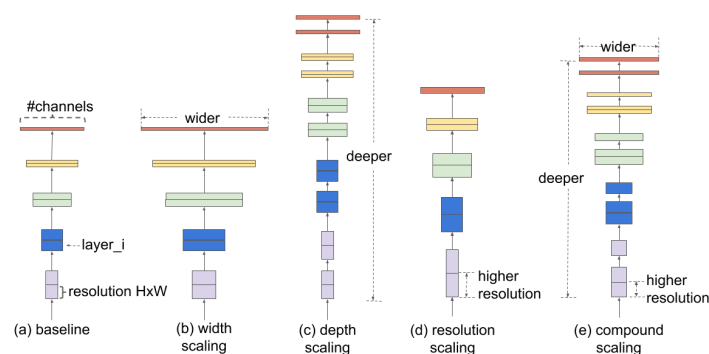 #channels
layer_i
resolution HxW
(a) baseline
wider
(b) width
scaling
deeper
(c) depth
scaling
higher
resolution
(d) resolution
scaling
wider
deeper
higher
resolution
(e) compound
scaling